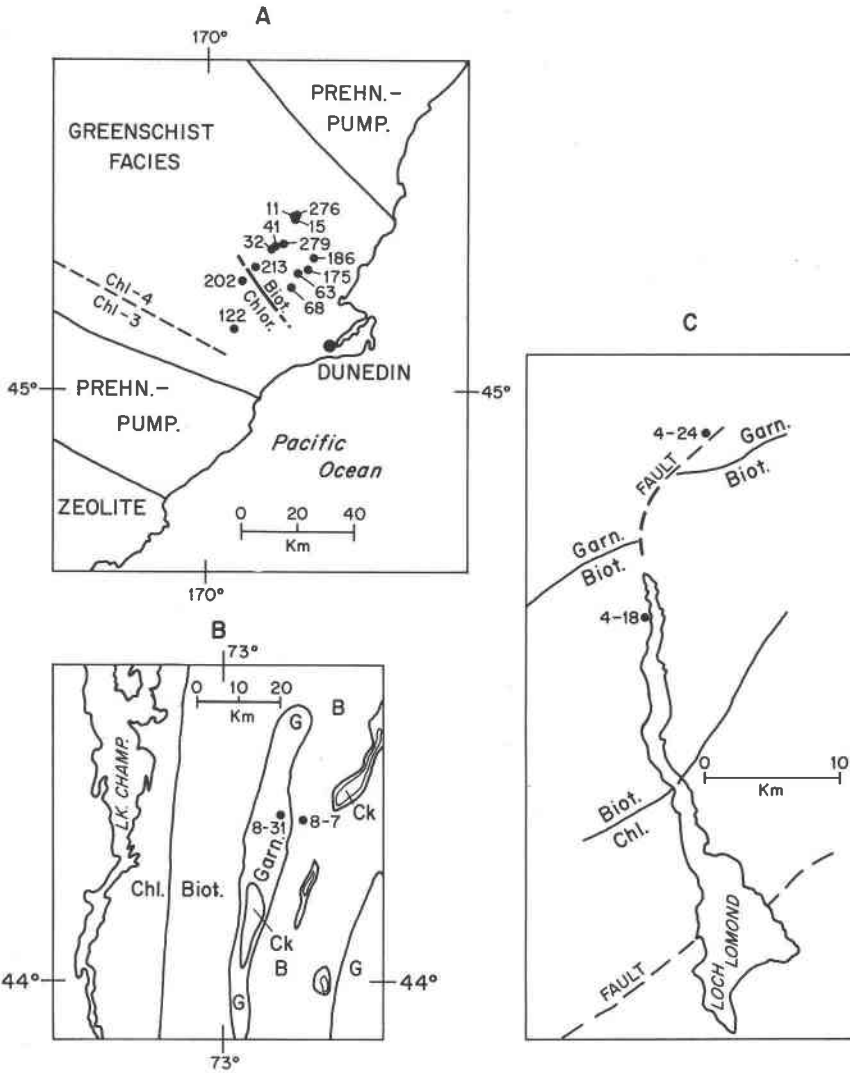 A
170°
PREHN.-
PUMP.
GREENSCHIST
FACIES
11
276
15
41
32
279
186
213
175
202
Biot.
Chlor.
63
68
Chl-4
Chl-3
122
DUNEDIN
45°
45°
PREHN.-
PUMP.
Pacific
Ocean
ZEOLITE
0 20 40
Km
170°
B
73°
0 10 20
Km
B
G
LK. CHAMP.
Ck
8-31
8-7
Garn.
Chl.
Biot.
Ck
B
G
G
44°
44°
73°
C
4-24
Garn.
Biot.
FAULT
Garn.
Biot.
4-18
0 10
Km
Biot.
Chl.
LOCH LOMOND
FAULT